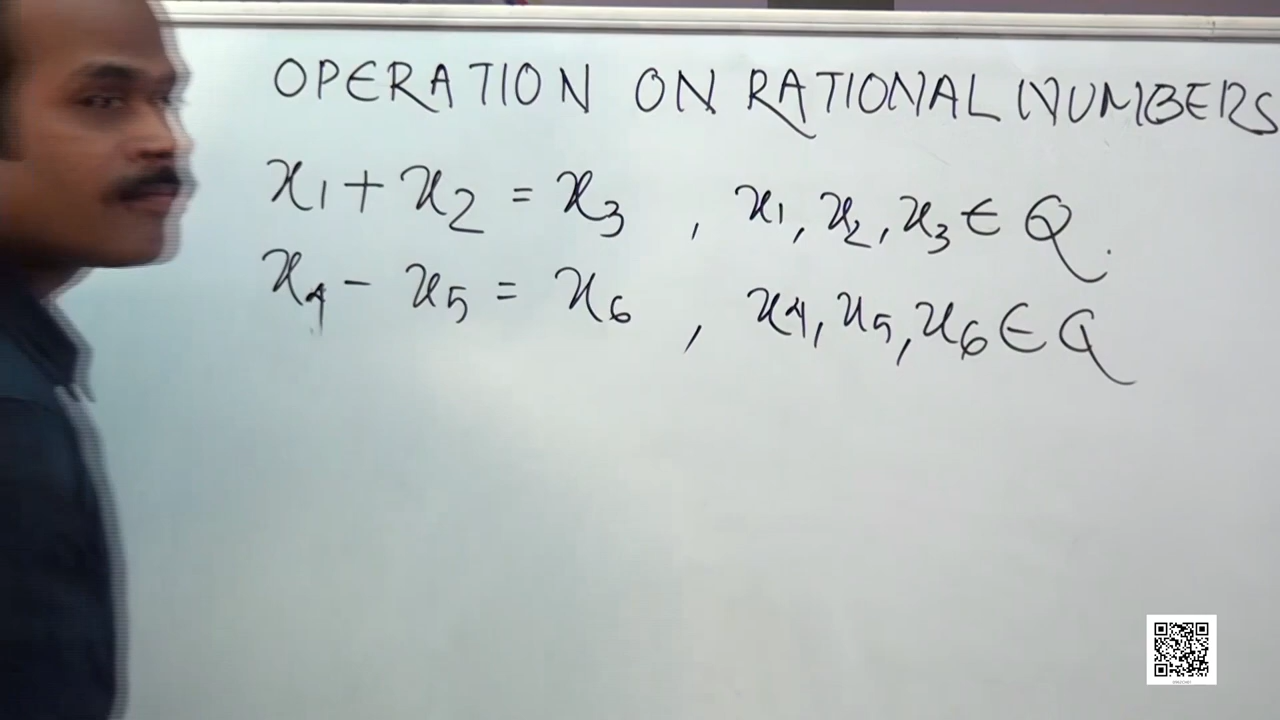 OPERATION ON RATIONAL NUMBERS
x₁ + x₂ = x₃ , x₁, x₂, x₃ ∈ Q.
x₄ - x₅ = x₆ , x₄, x₅, x₆ ∈ Q